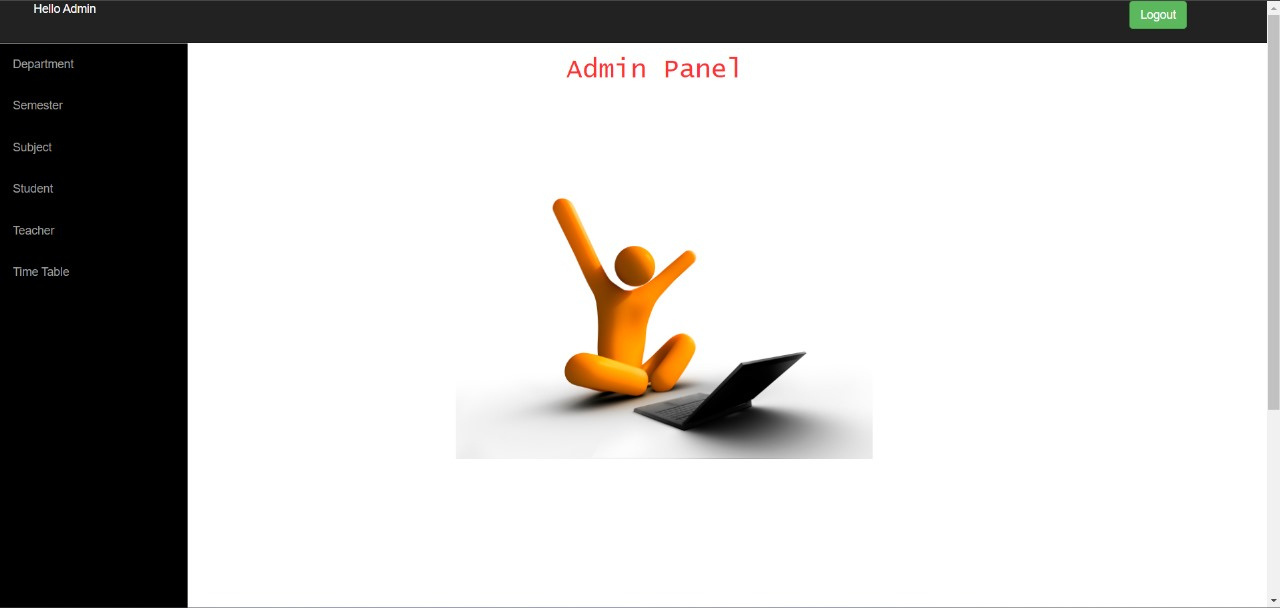 Hello Admin
Logout
Department
Semester
Subject
Student
Teacher
Time Table
Admin Panel